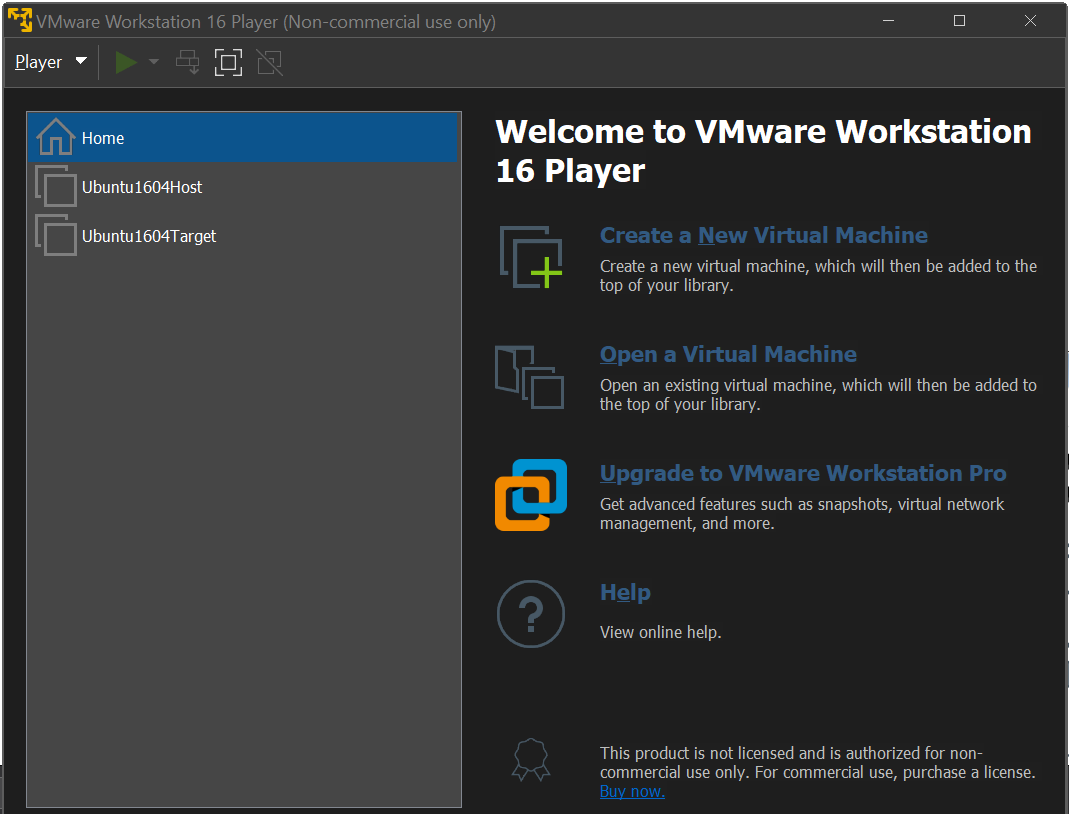 VMware Workstation 16 Player (Non-commercial use only)
Player
Home
Ubuntu1604Host
Ubuntu1604Target
Welcome to VMware Workstation
16 Player
Create a New Virtual Machine
Create a new virtual machine, which will then be added to the
top of your library.
Open a Virtual Machine
Open an existing virtual machine, which will then be added to
the top of your library.
Upgrade to VMware Workstation Pro
Get advanced features such as snapshots, virtual network
management, and more.
Help
View online help.
This product is not licensed and is authorized for non-
commercial use only. For commercial use, purchase a license.
Buy now.